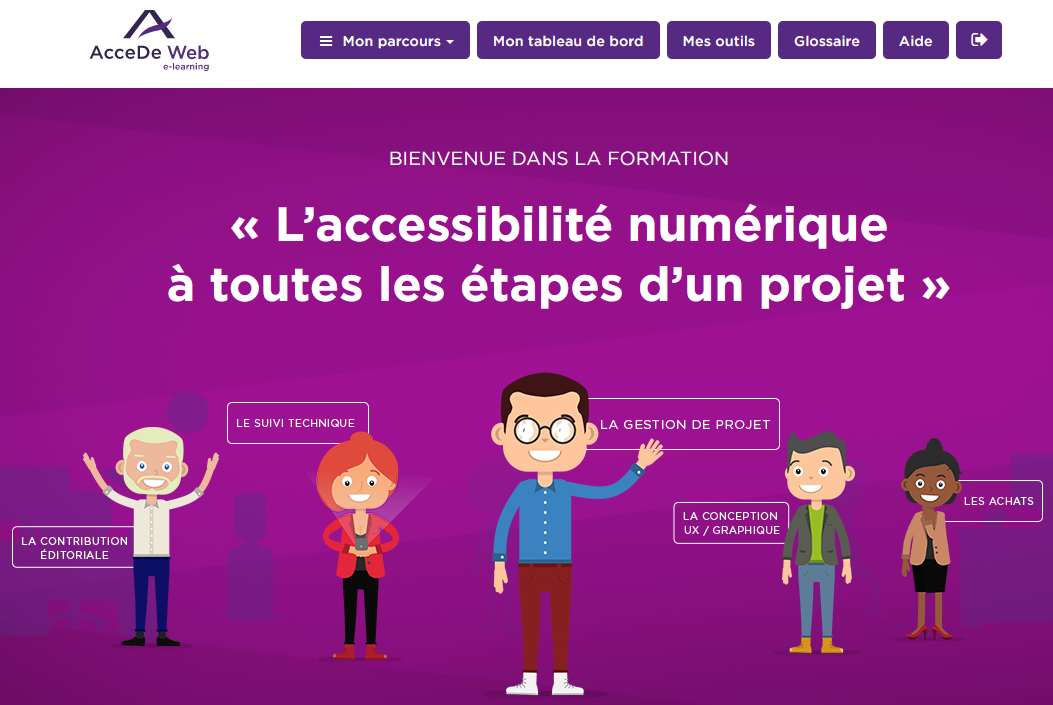 AcceDe Web
e-learning
Mon parcours
Mon tableau de bord
Mes outils
Glossaire
Aide
BIENVENUE DANS LA FORMATION
« L’accessibilité numérique
à toutes les étapes d’un projet »
LE SUIVI TECHNIQUE
LA GESTION DE PROJET
LES ACHATS
LA CONCEPTION
UX / GRAPHIQUE
LA CONTRIBUTION
ÉDITORIALE